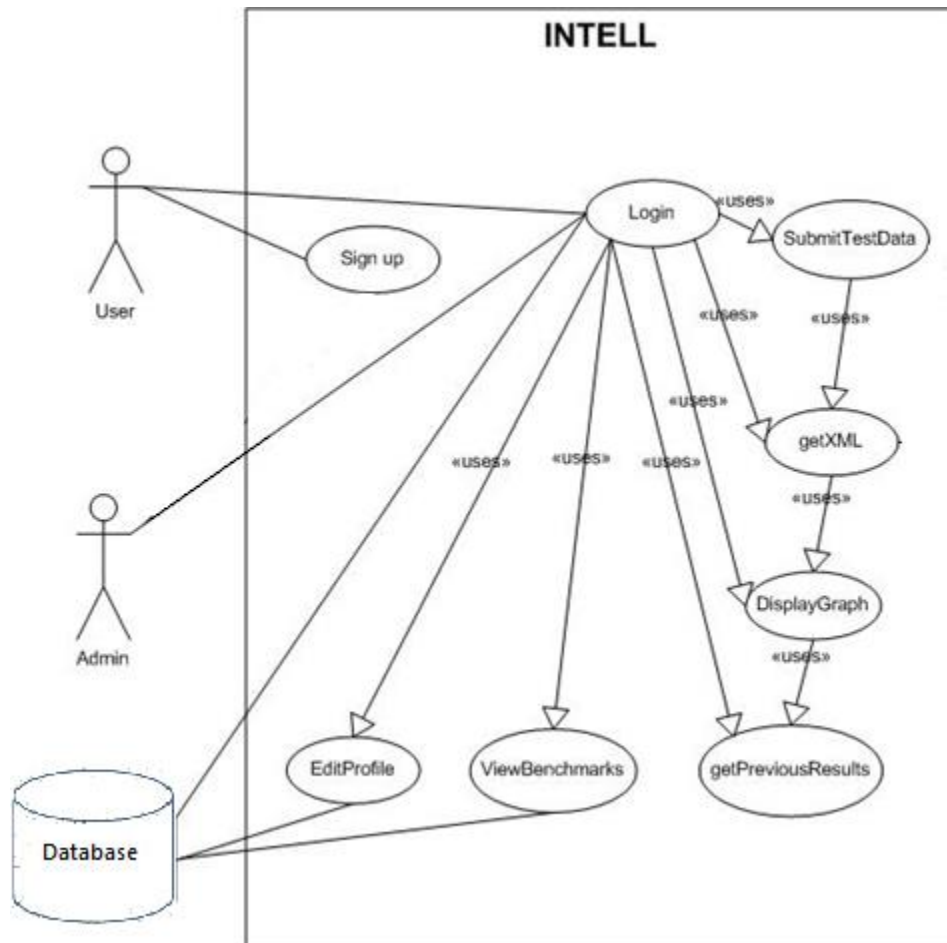 INTELL
«uses»
Login
SubmitTestData
Sign up
User
«uses»
«uses»
«uses»
getXML
«uses»
«uses»
«uses»
«uses»
DisplayGraph
Admin
«uses»
EditProfile
ViewBenchmarks
getPreviousResults
Database